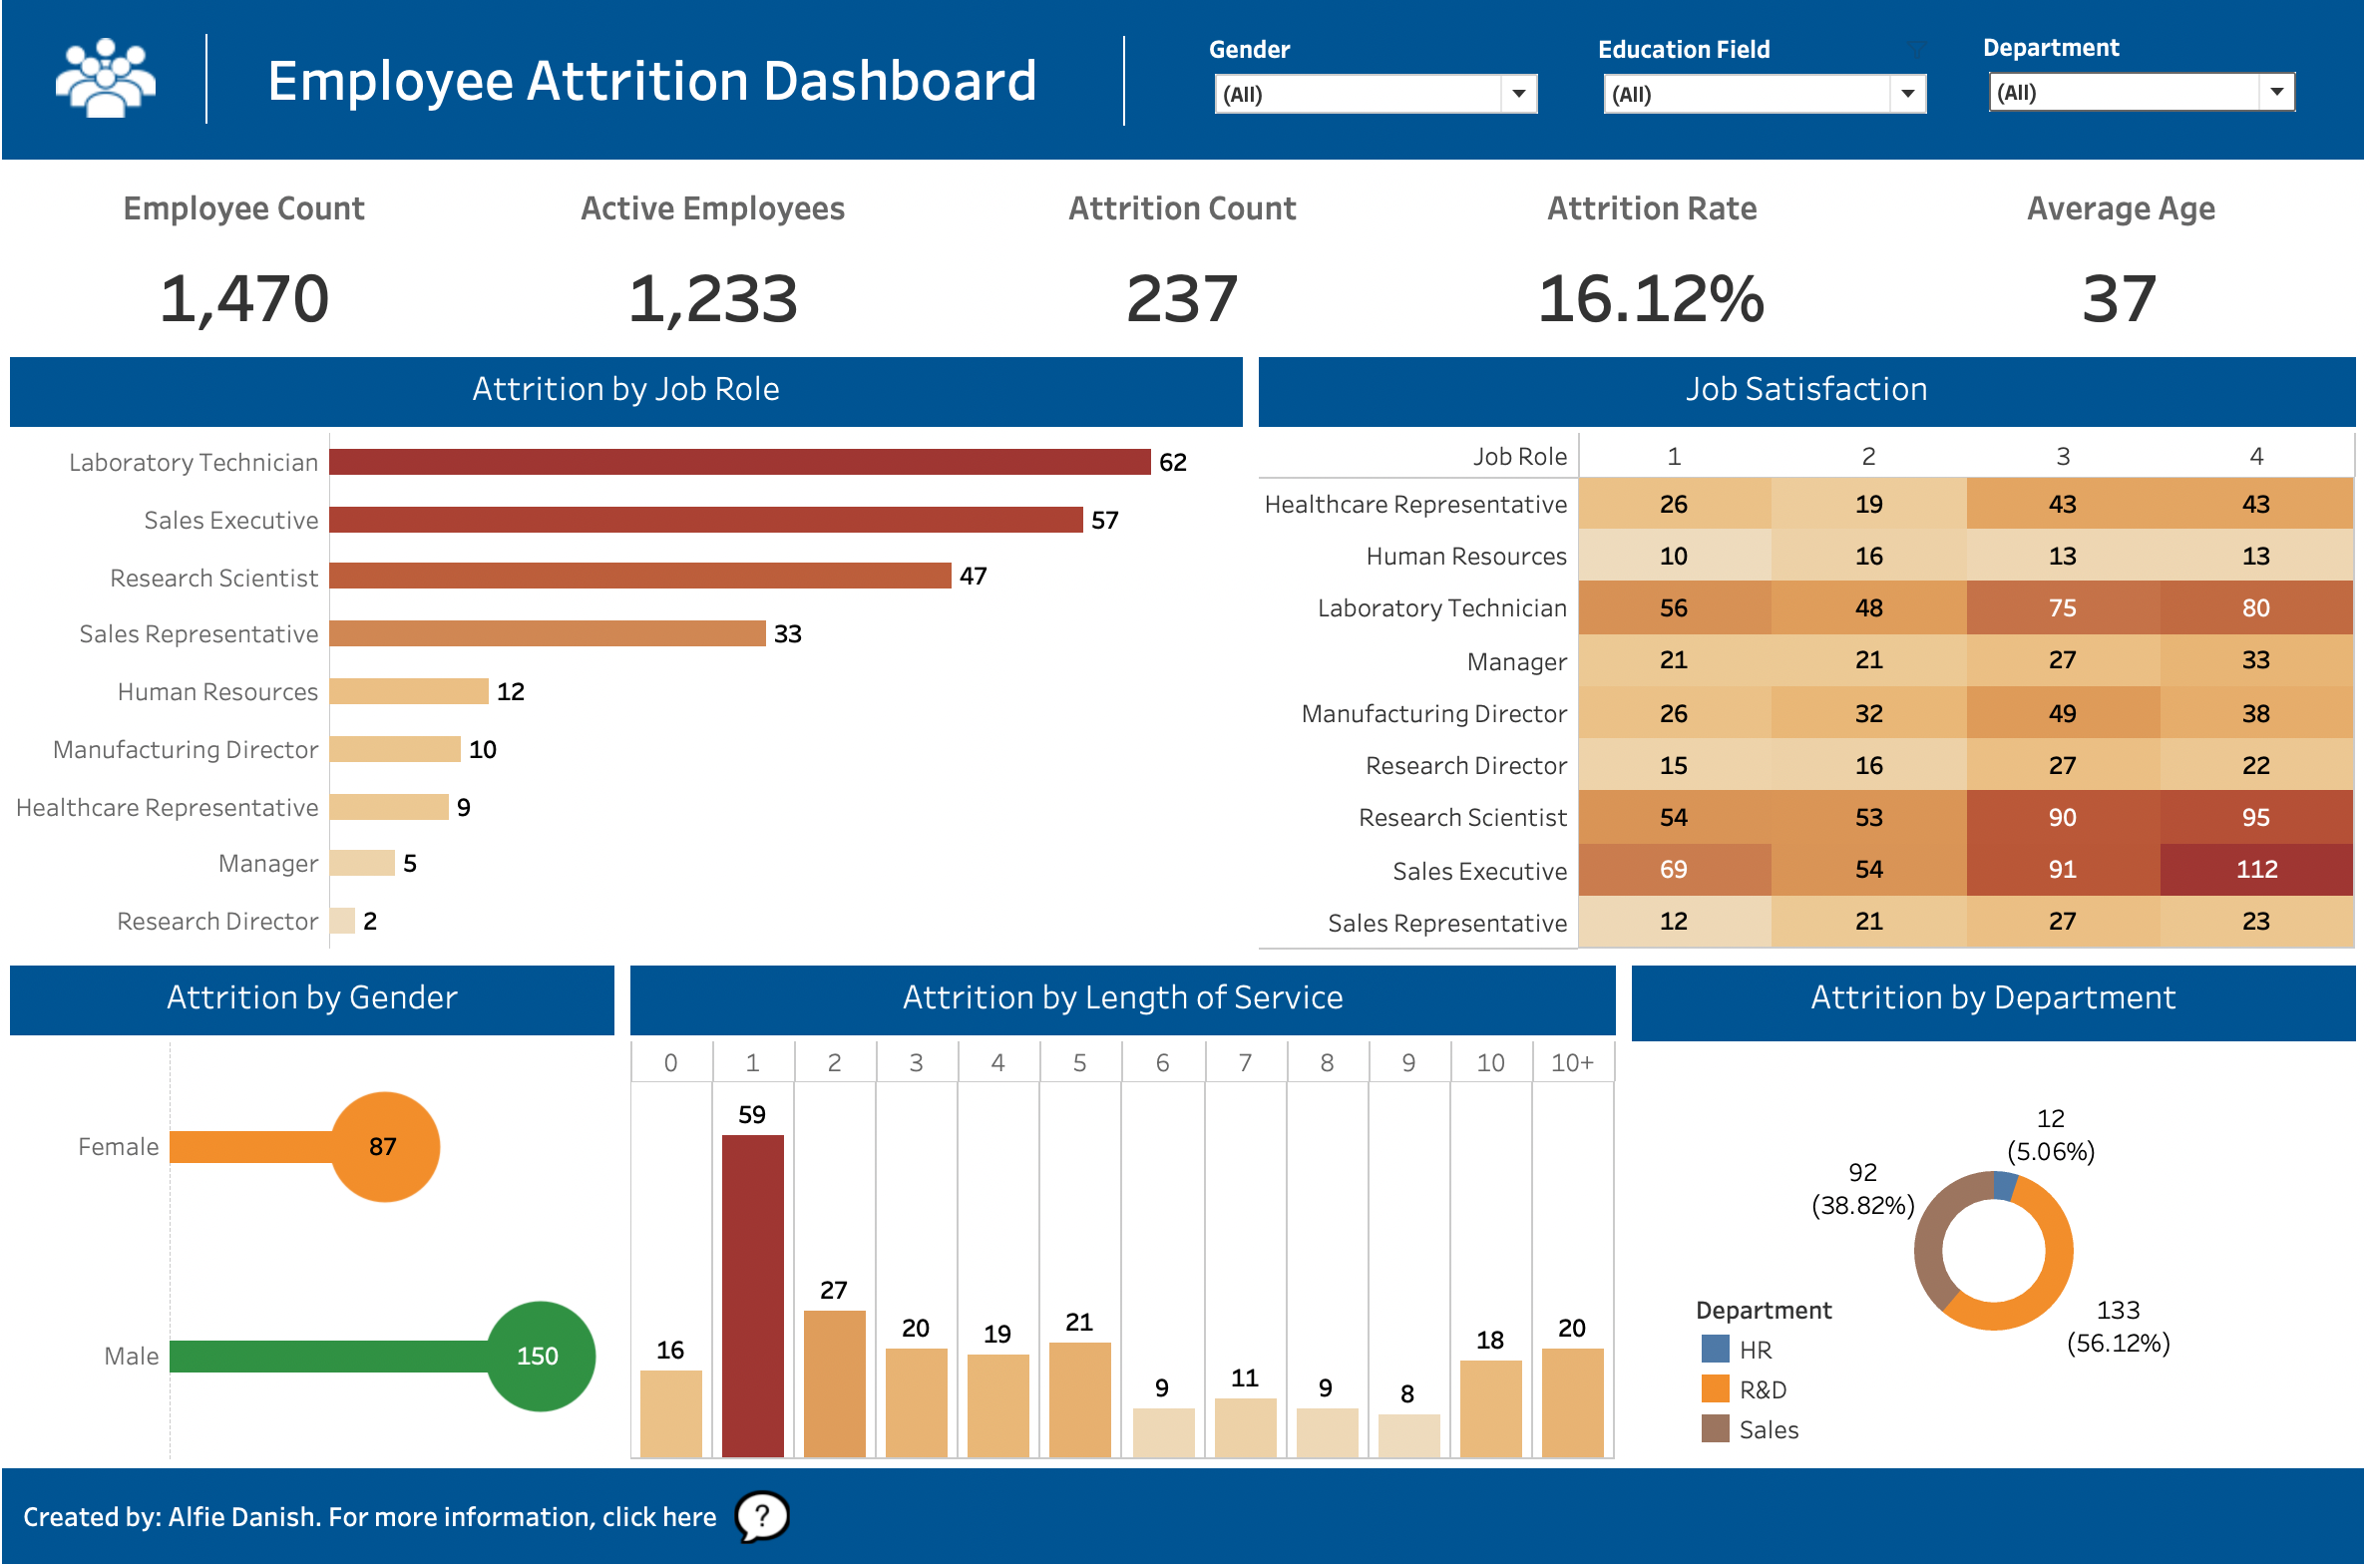 Employee Attrition Dashboard
Gender
(All)
Education Field
(All)
Department
(All)
Employee Count
1,470
Active Employees
1,233
Attrition Count
237
Attrition Rate
16.12%
Average Age
37
Attrition by Job Role
Laboratory Technician 62
Sales Executive 57
Research Scientist 47
Sales Representative 33
Human Resources 12
Manufacturing Director 10
Healthcare Representative 9
Manager 5
Research Director 2
Job Satisfaction
Job Role 1 2 3 4
Healthcare Representative 26 19 43 43
Human Resources 10 16 13 13
Laboratory Technician 56 48 75 80
Manager 21 21 27 33
Manufacturing Director 26 32 49 38
Research Director 15 16 27 22
Research Scientist 54 53 90 95
Sales Executive 69 54 91 112
Sales Representative 12 21 27 23
Attrition by Gender
Female 87
Male 150
Attrition by Length of Service
0 1 2 3 4 5 6 7 8 9 10 10+
16 59 27 20 19 21 9 11 9 8 18 20
Attrition by Department
12
(5.06%)
92
(38.82%)
133
(56.12%)
Department
HR
R&D
Sales
Created by: Alfie Danish. For more information, click here ?